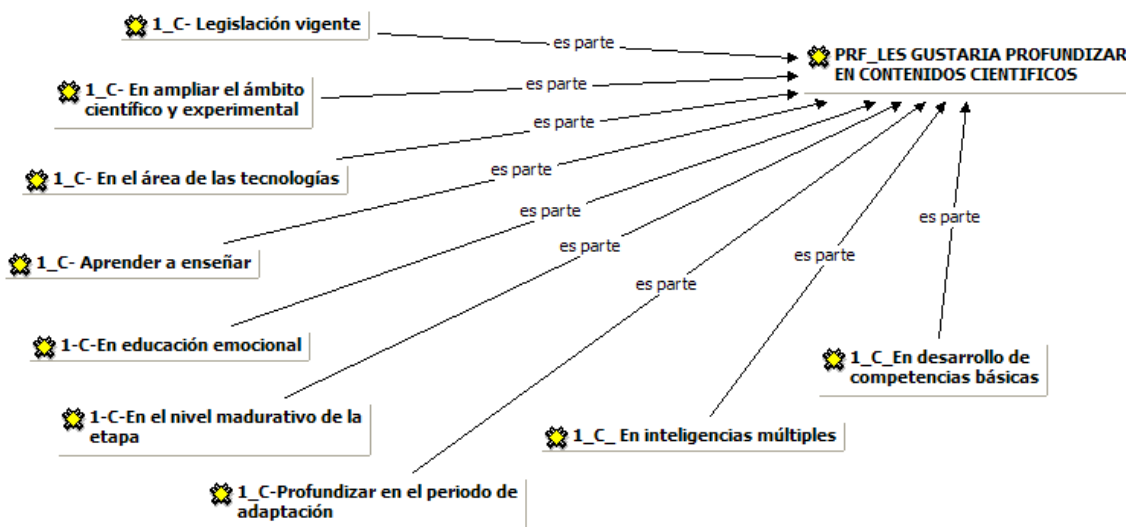 1_C- Legislación vigente
es parte
PRF_LES GUSTARIA PROFUNDIZAR
EN CONTENIDOS CIENTIFICOS
1_C- En ampliar el ámbito
científico y experimental
es parte
es parte
1_C- En el área de las tecnologías
es parte
es parte
es parte
es parte
es parte
es parte
1_C- Aprender a enseñar
1-C-En educación emocional
1_C_En desarrollo de
competencias básicas
1-C-En el nivel madurativo de la
etapa
1_C_ En inteligencias múltiples
1_C-Profundizar en el periodo de
adaptación